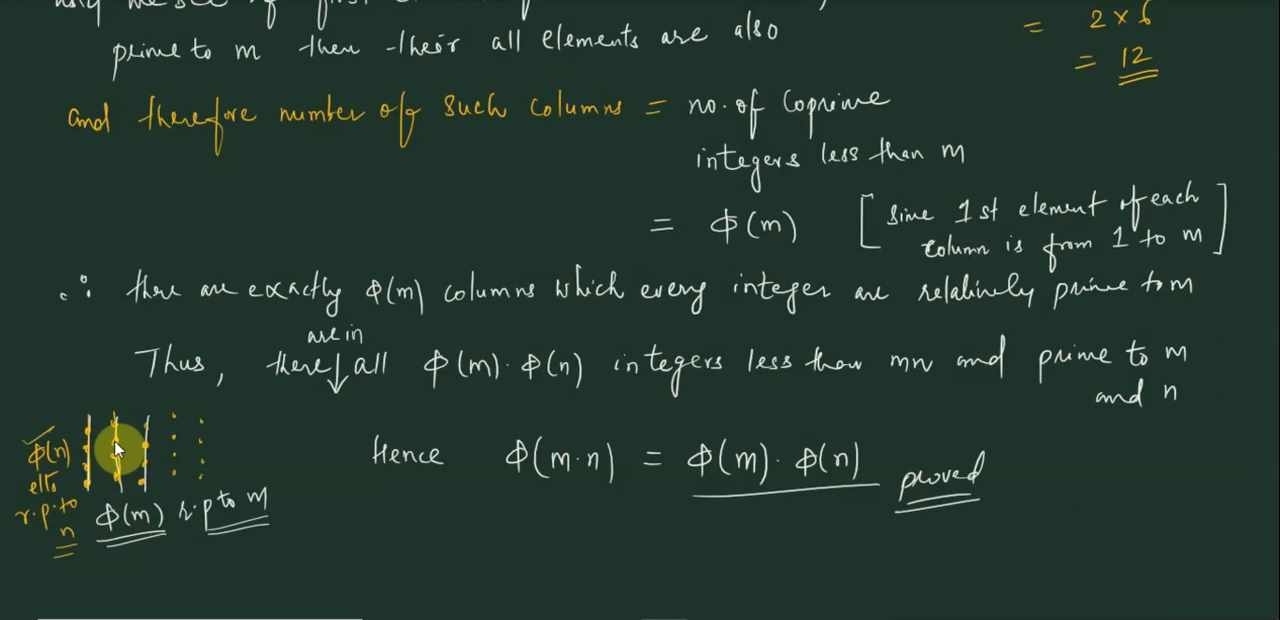 prime to m then their all elements are also
= 2 × 6
= 12
and therefore number of such columns = no. of Coprime
integers less than m
= ϕ(m) [Since 1st element of each
column is from 1 to m]
∴ there are exactly ϕ(m) columns which every integer are relatively prime to m
are in
Thus, there ↓ all ϕ(m)·ϕ(n) integers less than mn and prime to m
and n
Hence ϕ(m·n) = ϕ(m)·ϕ(n) proved
ϕ(n)
elts
r.p. to
n
ϕ(m) r.p to m